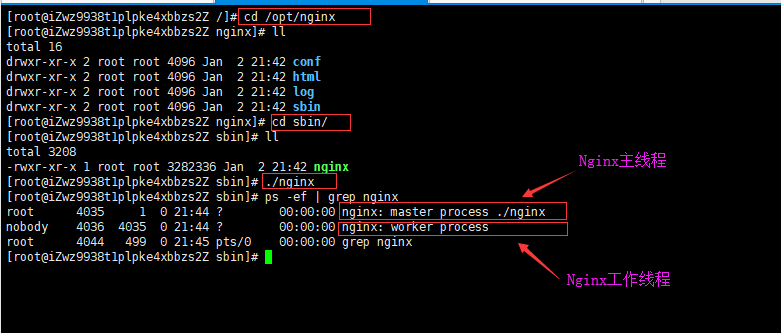 [root@iZwz9938t1plpke4xbbzs2Z /]# cd /opt/nginx
[root@iZwz9938t1plpke4xbbzs2Z nginx]# ll
total 16
drwxr-xr-x 2 root root 4096 Jan  2 21:42 conf
drwxr-xr-x 2 root root 4096 Jan  2 21:42 html
drwxr-xr-x 2 root root 4096 Jan  2 21:42 log
drwxr-xr-x 2 root root 4096 Jan  2 21:42 sbin
[root@iZwz9938t1plpke4xbbzs2Z nginx]# cd sbin/
[root@iZwz9938t1plpke4xbbzs2Z sbin]# ll
total 3208
-rwxr-xr-x 1 root root 3282336 Jan  2 21:42 nginx
Nginx主线程
[root@iZwz9938t1plpke4xbbzs2Z sbin]# ./nginx
[root@iZwz9938t1plpke4xbbzs2Z sbin]# ps -ef | grep nginx
root      4035     1  0 21:44 ?        00:00:00 nginx: master process ./nginx
nobody    4036  4035  0 21:44 ?        00:00:00 nginx: worker process
root      4044   499  0 21:45 pts/0    00:00:00 grep nginx
[root@iZwz9938t1plpke4xbbzs2Z sbin]#
Nginx工作线程